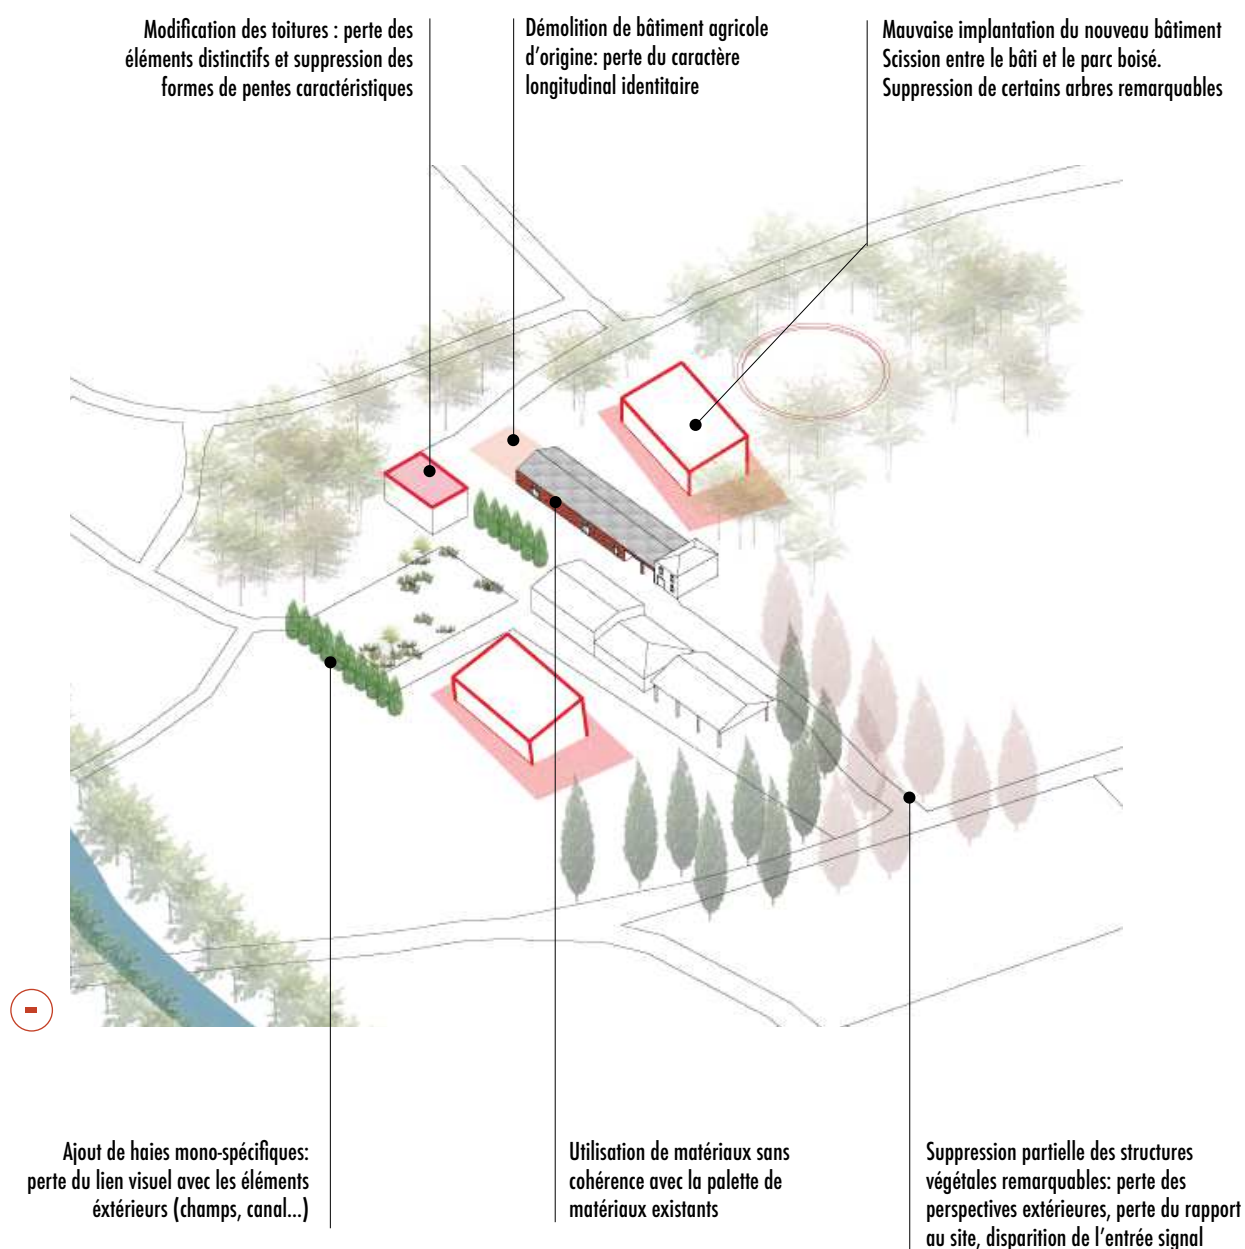 Modification des toitures : perte des
éléments distinctifs et suppression des
formes de pentes caractéristiques
Démolition de bâtiment agricole
d'origine: perte du caractère
longitudinal identitaire
Mauvaise implantation du nouveau bâtiment
Scission entre le bâti et le parc boisé.
Suppression de certains arbres remarquables
Ajout de haies mono-spécifiques:
perte du lien visuel avec les éléments
éxtérieurs (champs, canal...)
Utilisation de matériaux sans
cohérence avec la palette de
matériaux existants
Suppression partielle des structures
végétales remarquables: perte des
perspectives extérieures, perte du rapport
au site, disparition de l'entrée signal